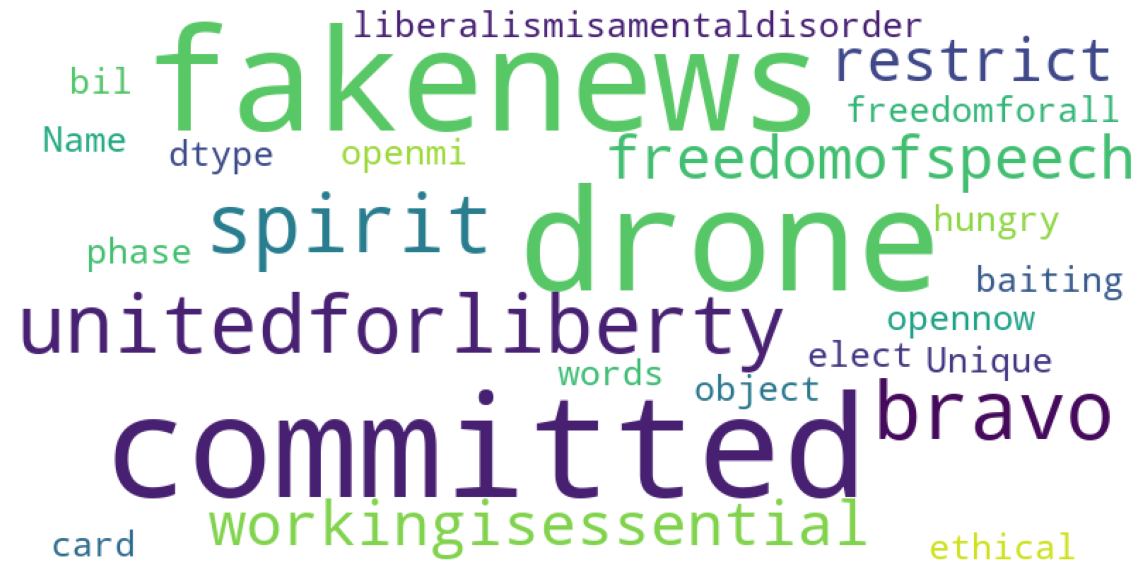 liberalismisamentaldisorder
fakenews
restrict
bil
freedomforall
Name
dtype
openmi
freedomofspeech
spirit
drone
hungry
phase
baiting
unitedforliberty
opennow
elect
Unique
words
object
bravo
committed
workingisessential
card
ethical